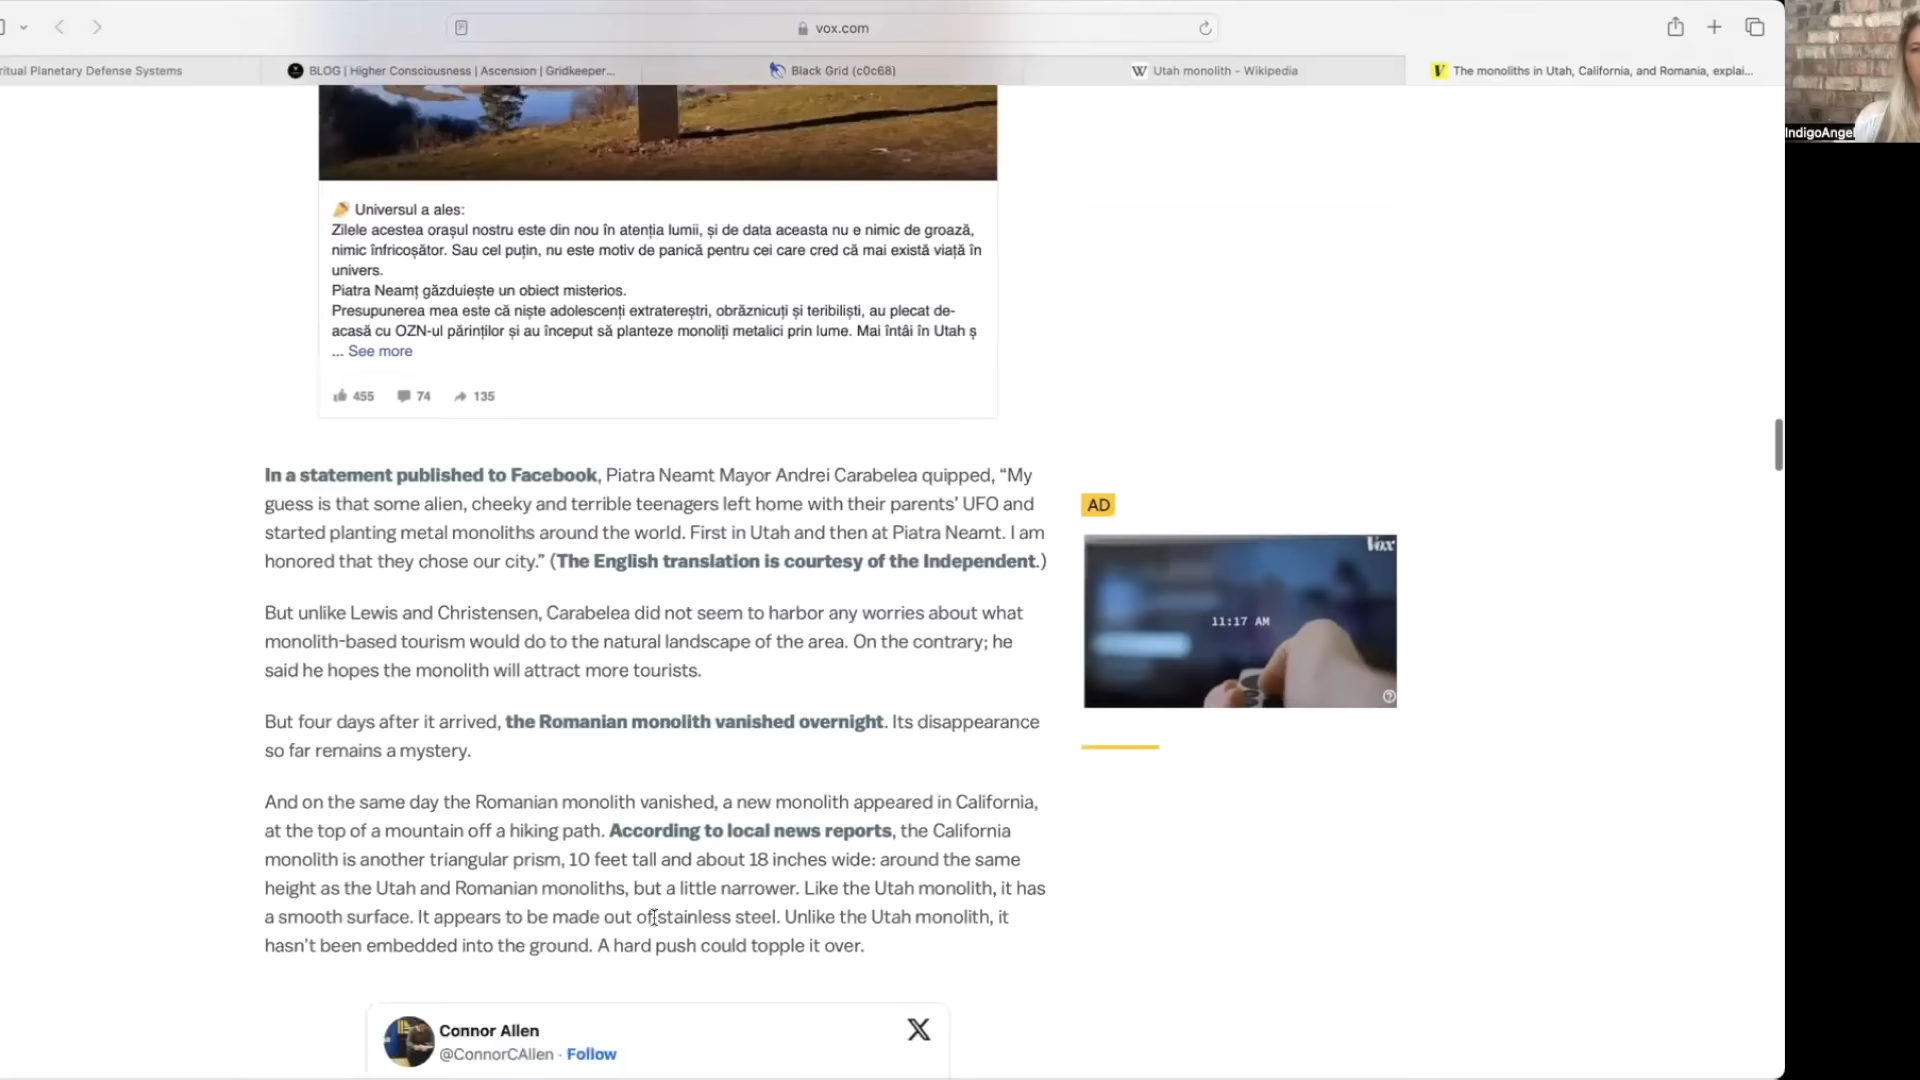 vox.com
ritual Planetary Defense Systems
BLOG | Higher Consciousness | Ascension | Gridkeeper...
Black Grid (c0c68)
W Utah monolith - Wikipedia
V The monoliths in Utah, California, and Romania, explai...
IndigoAngel
Universul a ales:
Zilele acestea orașul nostru este din nou în atenția lumii, și de data aceasta nu e nimic de groază,
nimic înfricoșător. Sau cel puțin, nu este motiv de panică pentru cei care cred că mai există viață în
univers.
Piatra Neamț găzduiește un obiect misterios.
Presupunerea mea este că niște adolescenți extratereștri, obrăznicuți și teribiliști, au plecat de-
acasă cu OZN-ul părinților și au început să planteze monoliți metalici prin lume. Mai întâi în Utah ș
... See more
455 74 135
In a statement published to Facebook, Piatra Neamt Mayor Andrei Carabelea quipped, “My
guess is that some alien, cheeky and terrible teenagers left home with their parents’ UFO and
started planting metal monoliths around the world. First in Utah and then at Piatra Neamt. I am
honored that they chose our city.” (The English translation is courtesy of the Independent.)
But unlike Lewis and Christensen, Carabelea did not seem to harbor any worries about what
monolith-based tourism would do to the natural landscape of the area. On the contrary; he
said he hopes the monolith will attract more tourists.
But four days after it arrived, the Romanian monolith vanished overnight. Its disappearance
so far remains a mystery.
And on the same day the Romanian monolith vanished, a new monolith appeared in California,
at the top of a mountain off a hiking path. According to local news reports, the California
monolith is another triangular prism, 10 feet tall and about 18 inches wide: around the same
height as the Utah and Romanian monoliths, but a little narrower. Like the Utah monolith, it has
a smooth surface. It appears to be made out of stainless steel. Unlike the Utah monolith, it
hasn’t been embedded into the ground. A hard push could topple it over.
AD
Vox
11:17 AM
Connor Allen
@ConnorCAllen · Follow